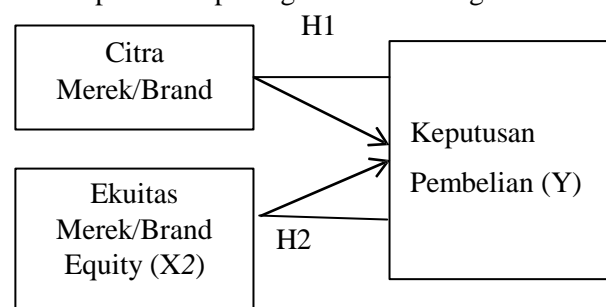 H1
Citra
Merek/Brand
Keputusan
Pembelian (Y)
Ekuitas
Merek/Brand
Equity (X2)
H2